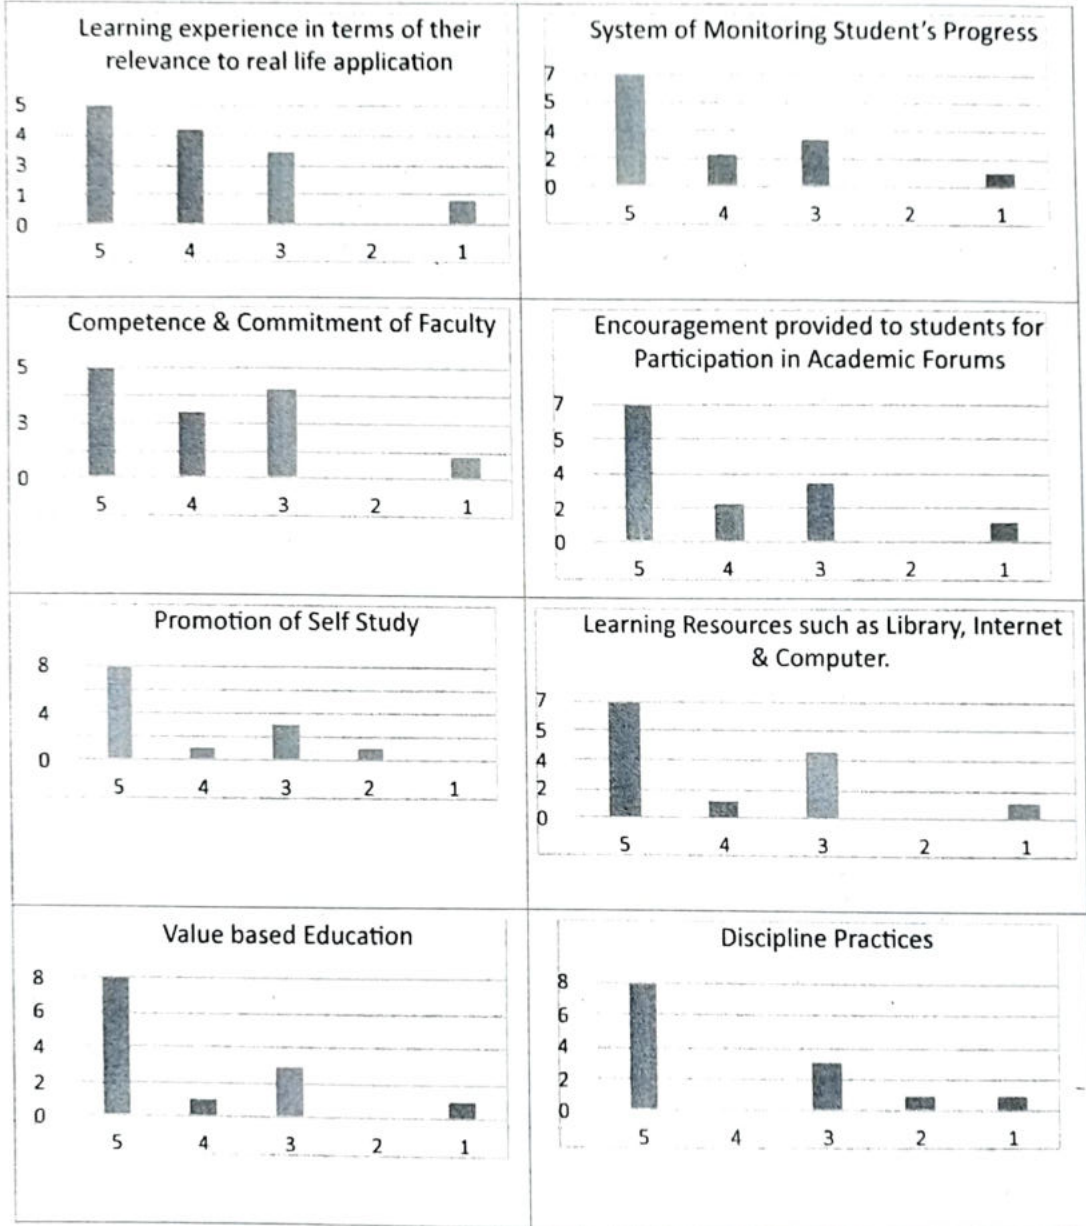 Learning experience in terms of their
relevance to real life application
5
4
3
1
0
5 4 3 2 1
System of Monitoring Student's Progress
7
5
4
2
0
5 4 3 2 1
Competence & Commitment of Faculty
5
3
0
5 4 3 2 1
Encouragement provided to students for
Participation in Academic Forums
7
5
4
2
0
5 4 3 2 1
Promotion of Self Study
8
4
0
5 4 3 2 1
Learning Resources such as Library, Internet
& Computer.
7
5
4
2
0
5 4 3 2 1
Value based Education
8
6
4
2
0
5 4 3 2 1
Discipline Practices
8
6
4
2
0
5 4 3 2 1